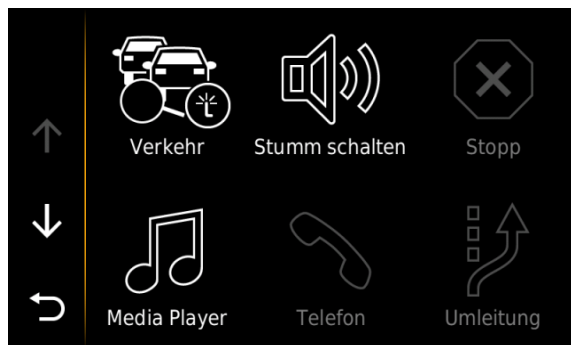 Verkehr
Stumm schalten
Stopp
Media Player
Telefon
Umleitung